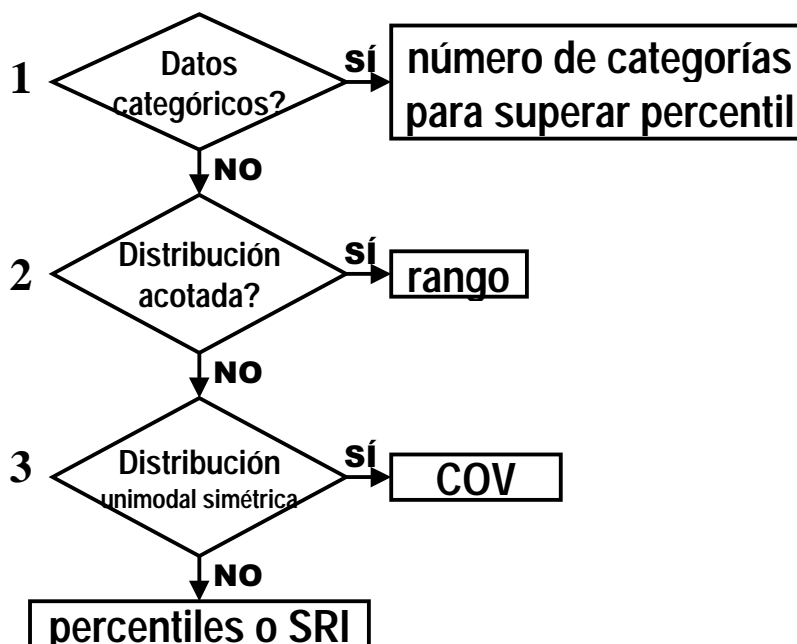 1
Datos
categóricos?
SÍ
número de categorías
para superar percentil
NO
2
Distribución
acotada?
SÍ
rango
NO
3
Distribución
unimodal simétrica
SÍ
COV
NO
percentiles o SRI